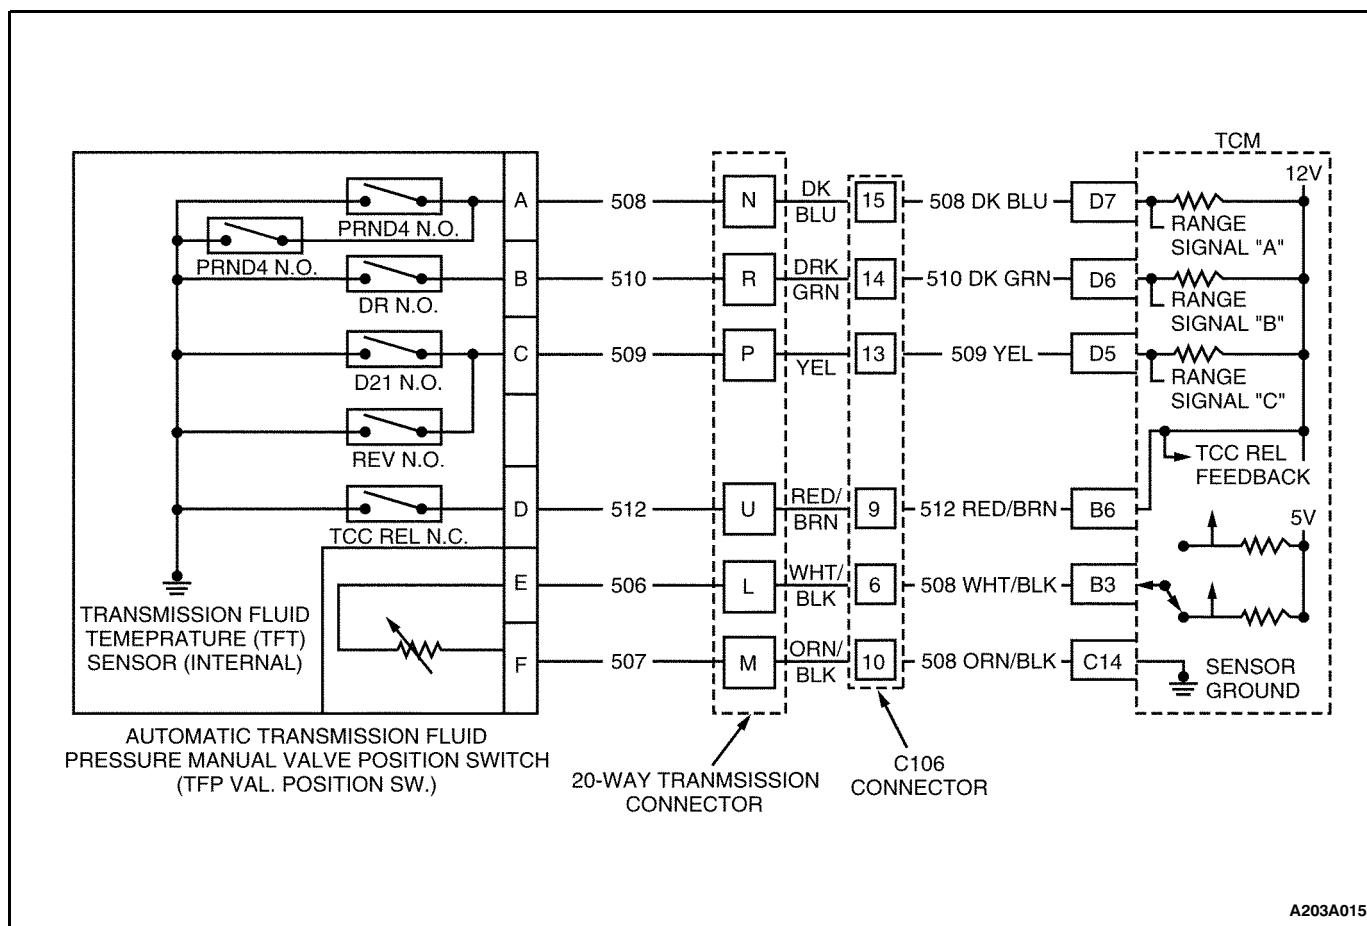 TCM
12V
A
508
N
DK
BLU
15
508 DK BLU
D7
PRND4 N.O.
RANGE
SIGNAL "A"
PRND4 N.O.
B
510
R
DRK
GRN
14
510 DK GRN
D6
DR N.O.
RANGE
SIGNAL "B"
C
509
P
YEL
13
509 YEL
D5
D21 N.O.
RANGE
SIGNAL "C"
REV N.O.
TCC REL
FEEDBACK
D
512
U
RED/
BRN
9
512 RED/BRN
B6
TCC REL N.C.
5V
E
506
L
WHT/
BLK
6
508 WHT/BLK
B3
TRANSMISSION FLUID
TEMEPRATURE (TFT)
SENSOR (INTERNAL)
F
507
M
ORN/
BLK
10
508 ORN/BLK
C14
SENSOR
GROUND
AUTOMATIC TRANSMISSION FLUID
PRESSURE MANUAL VALVE POSITION SWITCH
(TFP VAL. POSITION SW.)
20-WAY TRANMSISSION
CONNECTOR
C106
CONNECTOR
A203A015